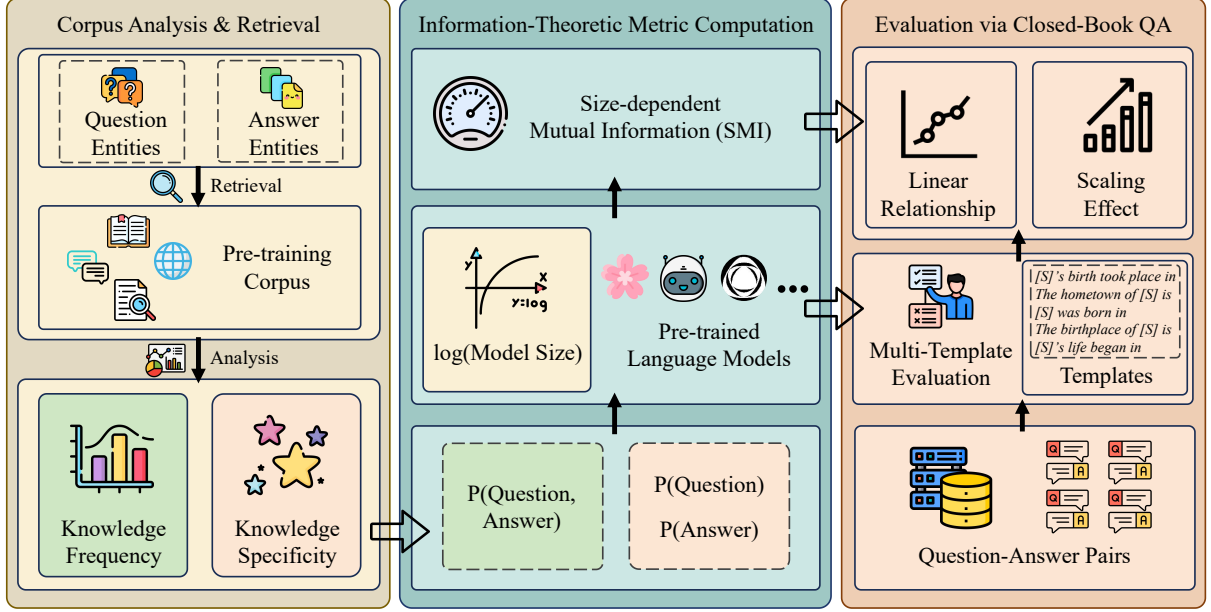 Corpus Analysis & Retrieval
Question
Entities
Answer
Entities
Retrieval
Pre-training
Corpus
Analysis
Knowledge
Frequency
Knowledge
Specificity
Information-Theoretic Metric Computation
Size-dependent
Mutual Information (SMI)
y
x
y=log
log(Model Size)
Pre-trained
Language Models
P(Question,
Answer)
P(Question)
P(Answer)
Evaluation via Closed-Book QA
Linear
Relationship
Scaling
Effect
Multi-Template
Evaluation
[S]'s birth took place in
The hometown of [S] is
[S] was born in
The birthplace of [S] is
[S]'s life began in
Templates
Q
A
Q
A
Q
A
Q
A
Question-Answer Pairs